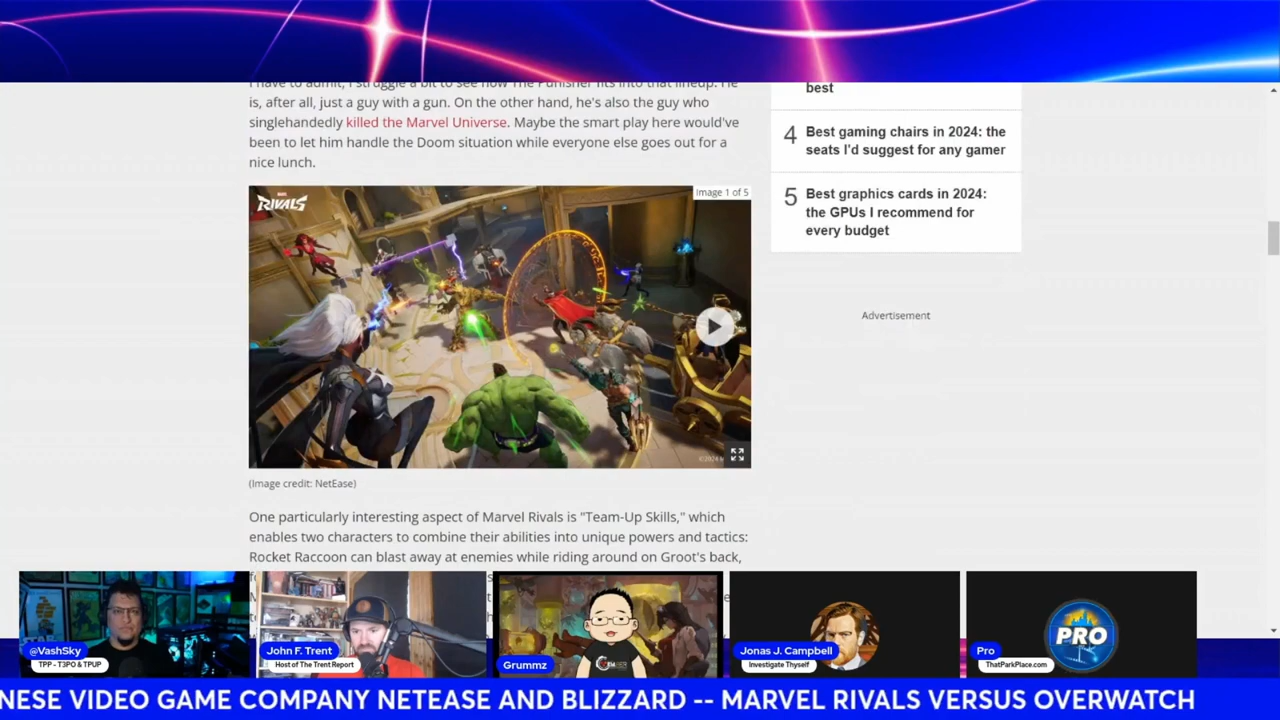 I have to admit, I struggle a bit to see how The Punisher fits into that lineup. He
is, after all, just a guy with a gun. On the other hand, he's also the guy who
singlehandedly killed the Marvel Universe. Maybe the smart play here would've
been to let him handle the Doom situation while everyone else goes out for a
nice lunch.
best
4 Best gaming chairs in 2024: the
seats I'd suggest for any gamer
5 Best graphics cards in 2024:
the GPUs I recommend for
every budget
Advertisement
MARVEL
RIVALS
Image 1 of 5
(Image credit: NetEase)
One particularly interesting aspect of Marvel Rivals is "Team-Up Skills," which
enables two characters to combine their abilities into unique powers and tactics:
Rocket Raccoon can blast away at enemies while riding around on Groot's back,
@VashSky
TPP - T3PO & TPUP
John F. Trent
Host of The Trent Report
Grummz
Jonas J. Campbell
Investigate Thyself
PRO
Pro
ThatParkPlace.com
NESE VIDEO GAME COMPANY NETEASE AND BLIZZARD -- MARVEL RIVALS VERSUS OVERWATCH